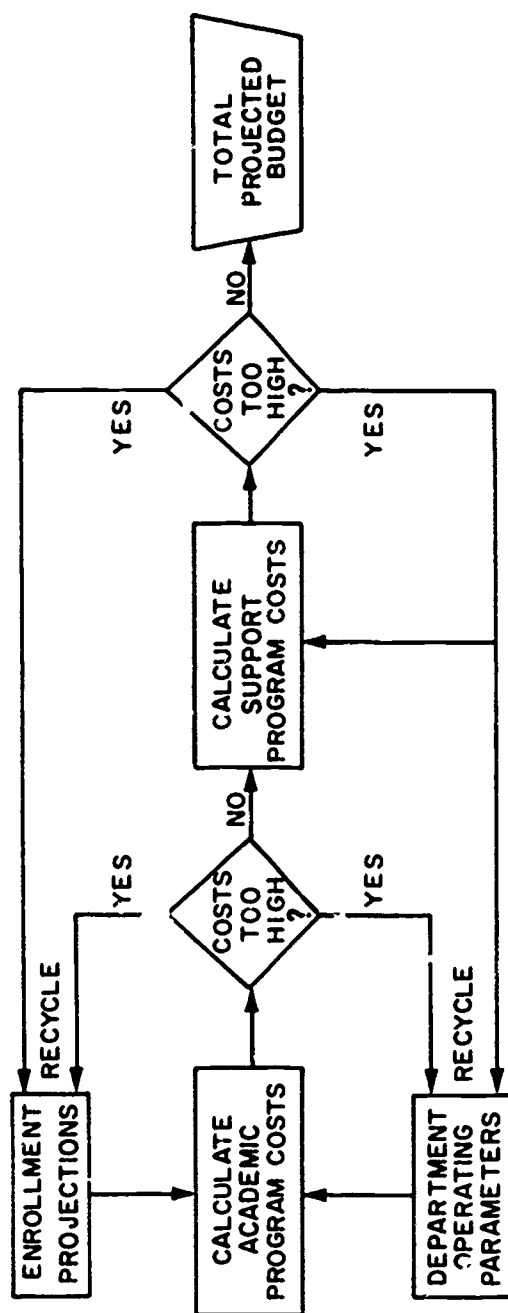 ENROLLMENT
PROJECTIONS
RECYCLE
YES
YES
CALCULATE
ACADEMIC
PROGRAM COSTS
COSTS
TOO
HIGH
?
NO
CALCULATE
SUPPORT
PROGRAM COSTS
COSTS
TOO
HIGH
?
NO
TOTAL
PROJECTED
BUDGET
DEPARTMENT
OPERATING
PARAMETERS
RECYCLE
YES
YES